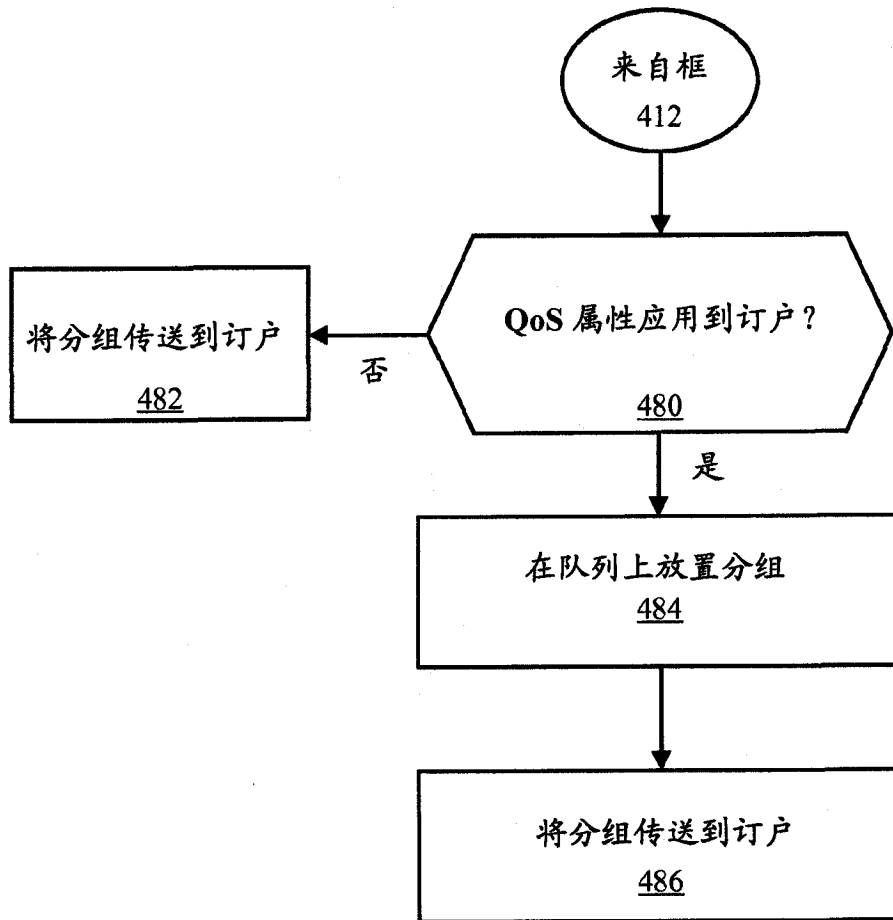 来自框
412
QoS 属性应用到订户?
480
否
将分组传送到订户
482
是
在队列上放置分组
484
将分组传送到订户
486